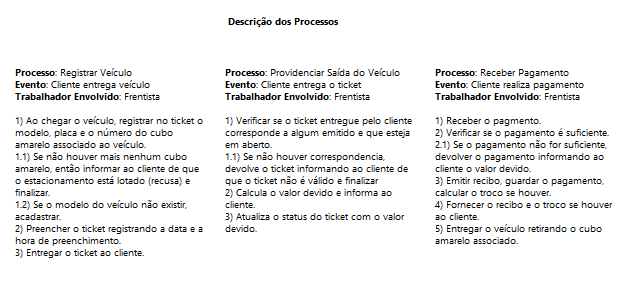 Descrição dos Processos
Processo: Registrar Veículo
Evento: Cliente entrega veículo
Trabalhador Envolvido: Frentista
1) Ao chegar o veículo, registrar no ticket o
modelo, placa e o número do cubo
amarelo associado ao veículo.
1.1) Se não houver mais nenhum cubo
amarelo, então informar ao cliente de que
o estacionamento está lotado (recusa) e
finalizar.
1.2) Se o modelo do veículo não existir,
acadastrar.
2) Preencher o ticket registrando a data e a
hora de preenchimento.
3) Entregar o ticket ao cliente.
Processo: Providenciar Saída do Veículo
Evento: Cliente entrega o ticket
Trabalhador Envolvido: Frentista
1) Verificar se o ticket entregue pelo cliente
corresponde a algum emitido e que esteja
em aberto.
1.1) Se não houver correspondencia,
devolve o ticket informando ao cliente de
que o ticket não é válido e finalizar
2) Calcula o valor devido e informa ao
cliente.
3) Atualiza o status do ticket com o valor
devido.
Processo: Receber Pagamento
Evento: Cliente realiza pagamento
Trabalhador Envolvido: Frentista
1) Receber o pagmento.
2) Verificar se o pagamento é suficiente.
2.1) Se o pagamento não for suficiente,
devolver o pagamento informando ao
cliente o valor devido.
3) Emitir recibo, guardar o pagamento,
calcular o troco se houver.
4) Fornecer o recibo e o troco se houver
ao cliente.
5) Entregar o veículo retirando o cubo
amarelo associado.